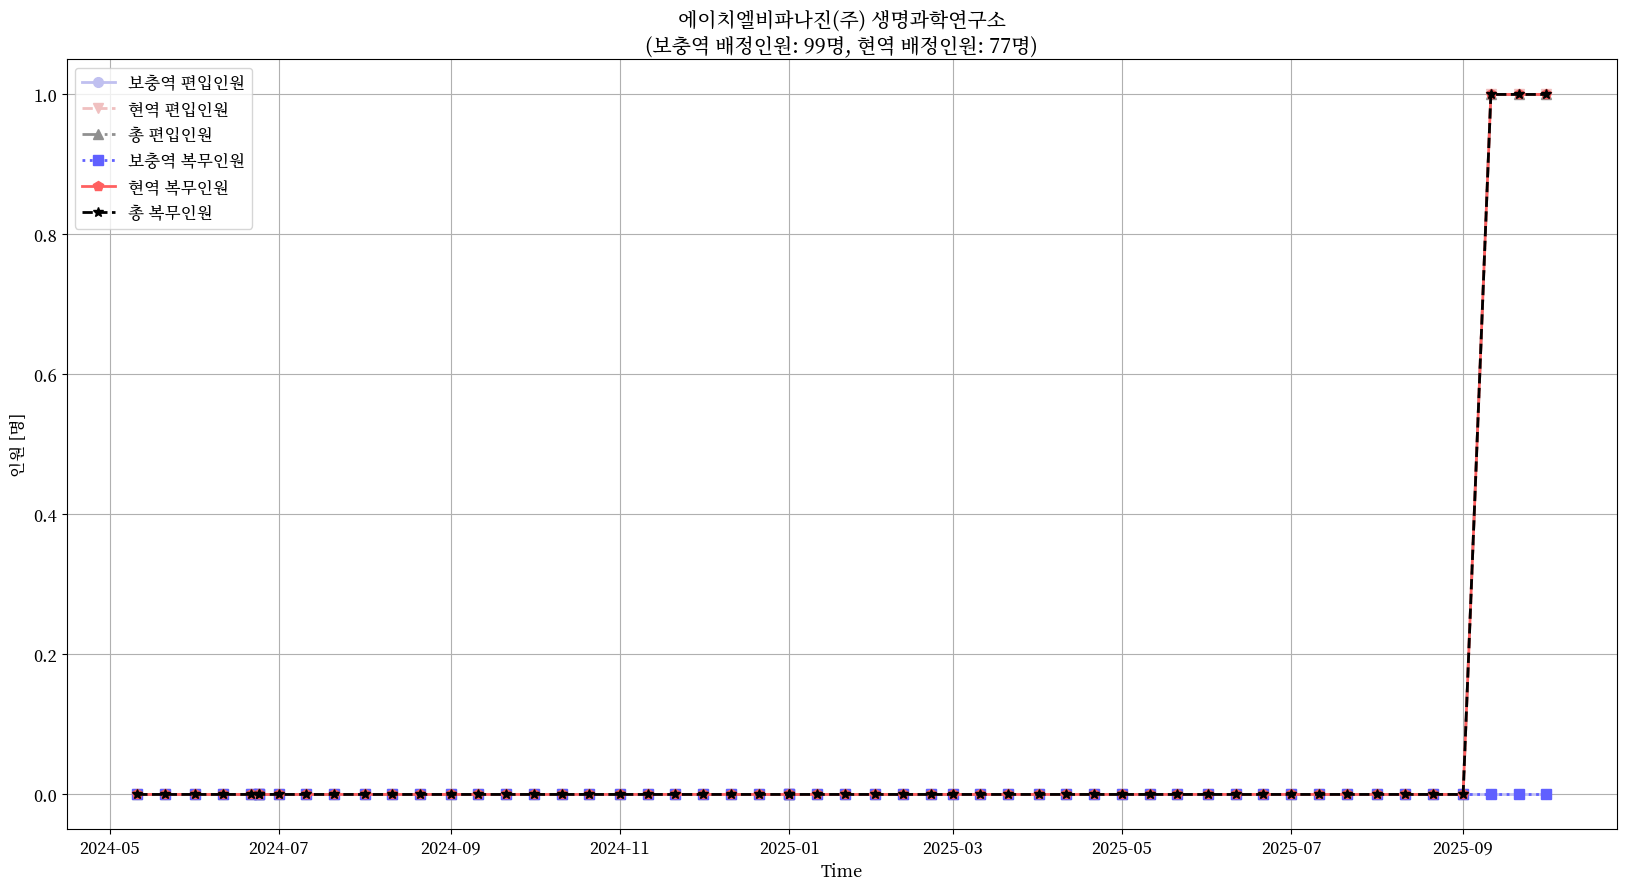 에이치엘비파나진(주) 생명과학연구소
(보충역 배정인원: 99명, 현역 배정인원: 77명)
보충역 편입인원
현역 편입인원
총 편입인원
보충역 복무인원
현역 복무인원
총 복무인원
1.0
0.8
0.6
0.4
0.2
0.0
인원 [명]
2024-05
2024-07
2024-09
2024-11
2025-01
2025-03
2025-05
2025-07
2025-09
Time